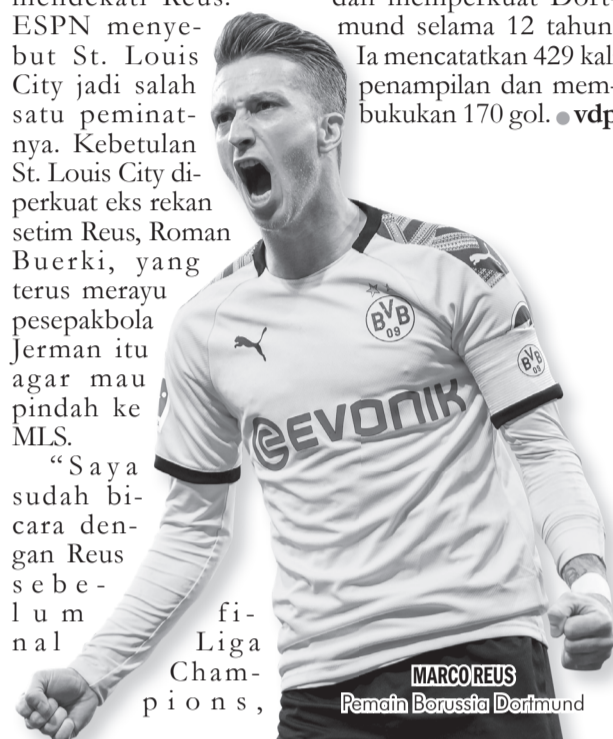 mendekati Reus.
ESPN menye-
but St. Louis
City jadi salah
satu peminat-
nya. Kebetulan
St. Louis City di-
perkuat eks rekan
setim Reus, Roman
Buerki, yang
terus merayu
pesepakbola
Jerman itu
agar mau
pindah ke
MLS.
“Saya
sudah bi-
cara den-
gan Reus
sebe-
lum fi-
nal Liga
Cham-
pions,
dan memperkuat Dort-
mund selama 12 tahun
Ia mencatatkan 429 kal
penampilan dan mem-
bukukan 170 gol. ● vdp
BVB
09
BVB
09
EVONIK
MARCO REUS
Pemain Borussia Dortmund